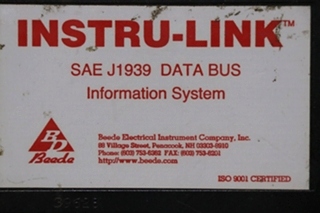 INSTRU-LINK™
SAE J1939 DATA BUS
Information System
BD
Beede
Beede Electrical Instrument Company, Inc.
88 Village Street, Penacook, NH 03303-8910
Phone: (603) 753-6362 FAX: (603) 753-6201
http://www.beede.com
ISO 9001 CERTIFIED